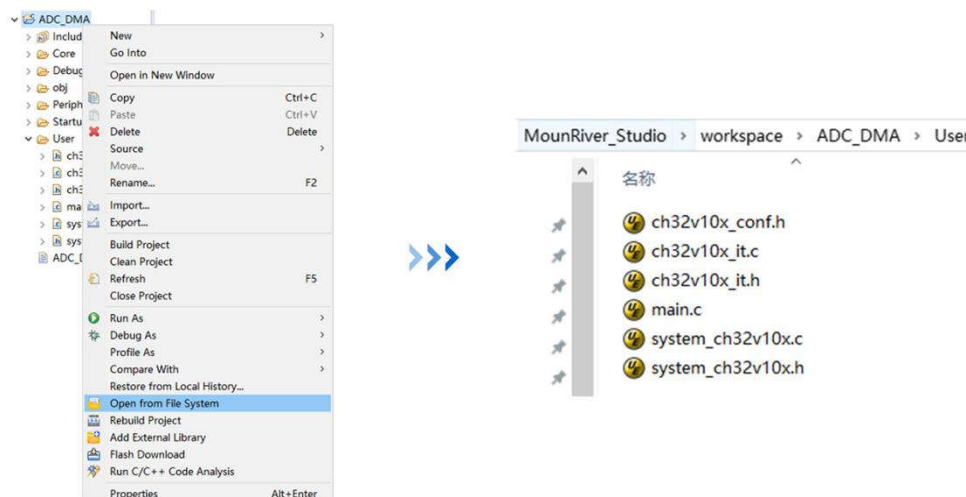 ADC_DMA
Includ
Core
Debug
obj
Periph
Startu
User
ch3
ch3
ch3
ma
sys
sys
ADC_
New
Go Into
Open in New Window
Copy Ctrl+C
Paste Ctrl+V
Delete Delete
Source
Move...
Rename... F2
Import...
Export...
Build Project
Clean Project
Refresh F5
Close Project
Run As
Debug As
Profile As
Compare With
Restore from Local History...
Open from File System
Rebuild Project
Add External Library
Flash Download
Run C/C++ Code Analysis
Properties Alt+Enter
MounRiver_Studio > workspace > ADC_DMA > User
名称
ch32v10x_conf.h
ch32v10x_it.c
ch32v10x_it.h
main.c
system_ch32v10x.c
system_ch32v10x.h